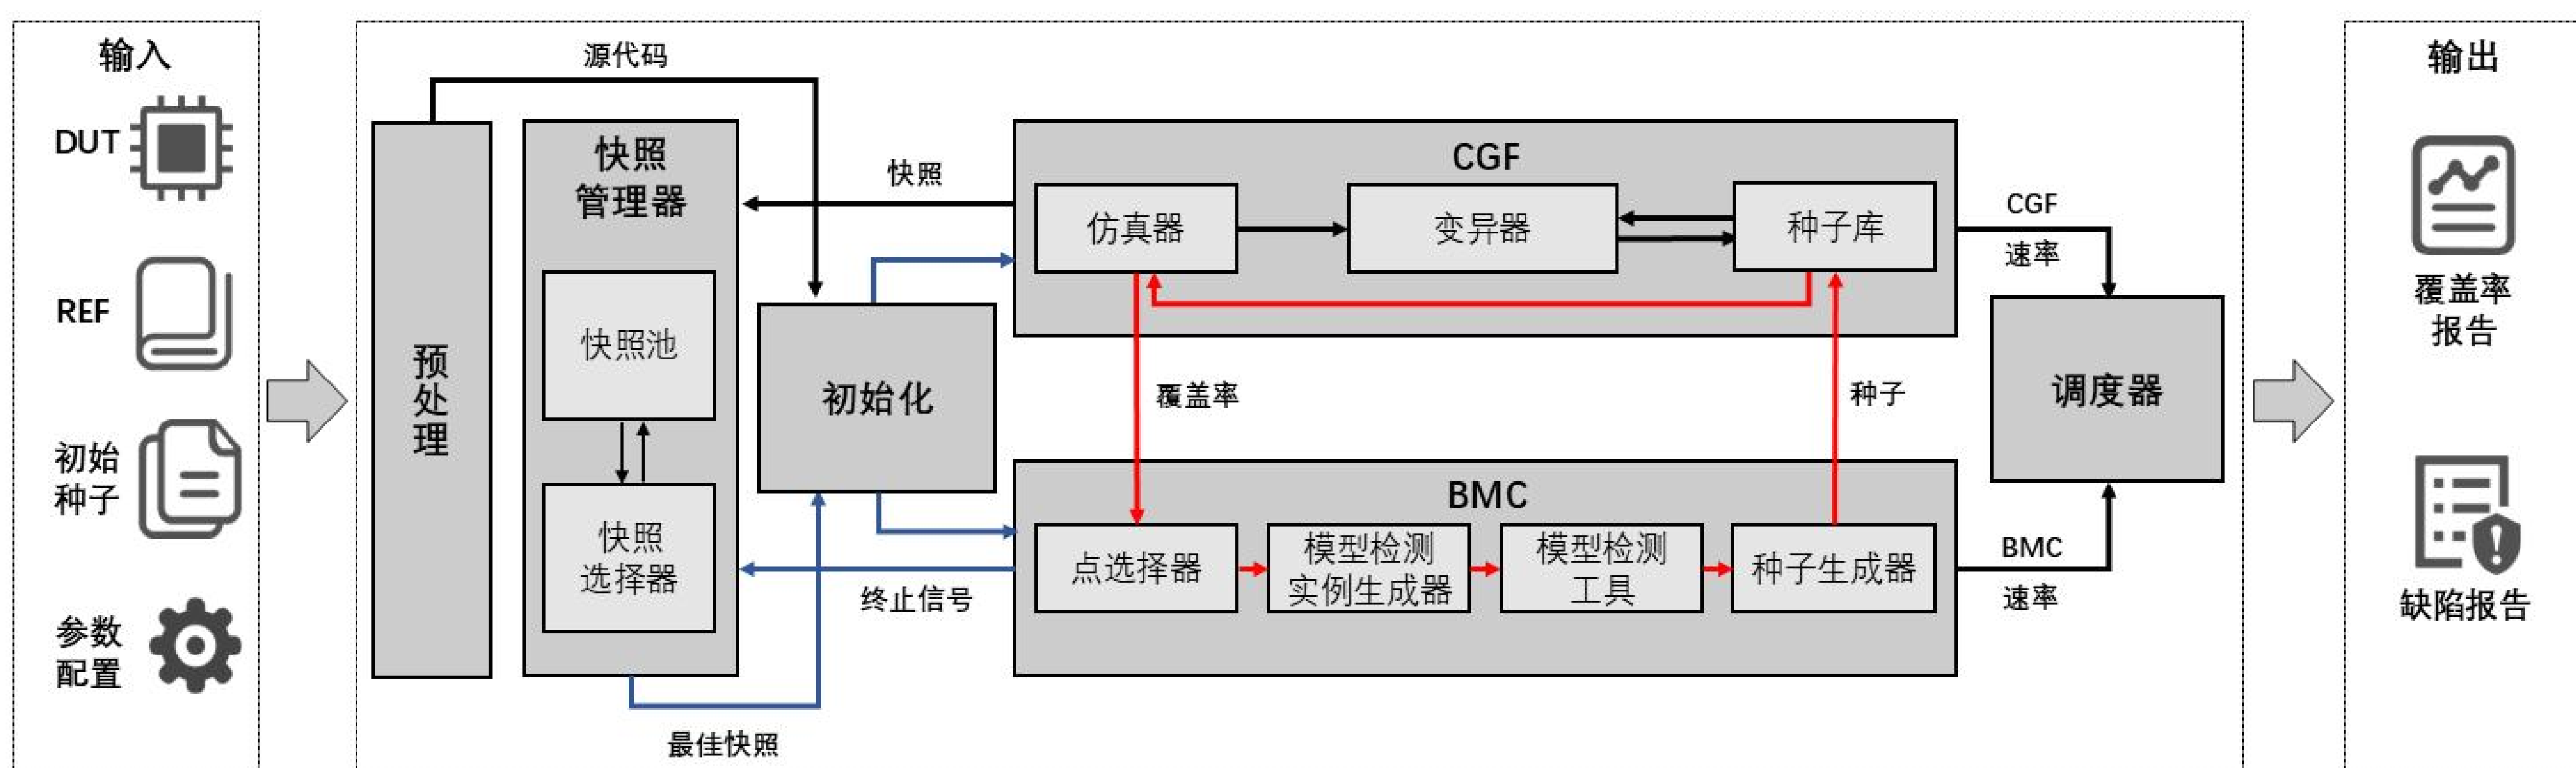 输入
DUT
REF
初始
种子
参数
配置
源代码
预
处
理
快照
管理器
快照池
快照
选择器
最佳快照
初始化
快照
终止信号
CGF
仿真器
变异器
种子库
覆盖率
种子
BMC
点选择器
模型检测
实例生成器
模型检测
工具
种子生成器
CGF
速率
调度器
BMC
速率
输出
覆盖率
报告
缺陷报告